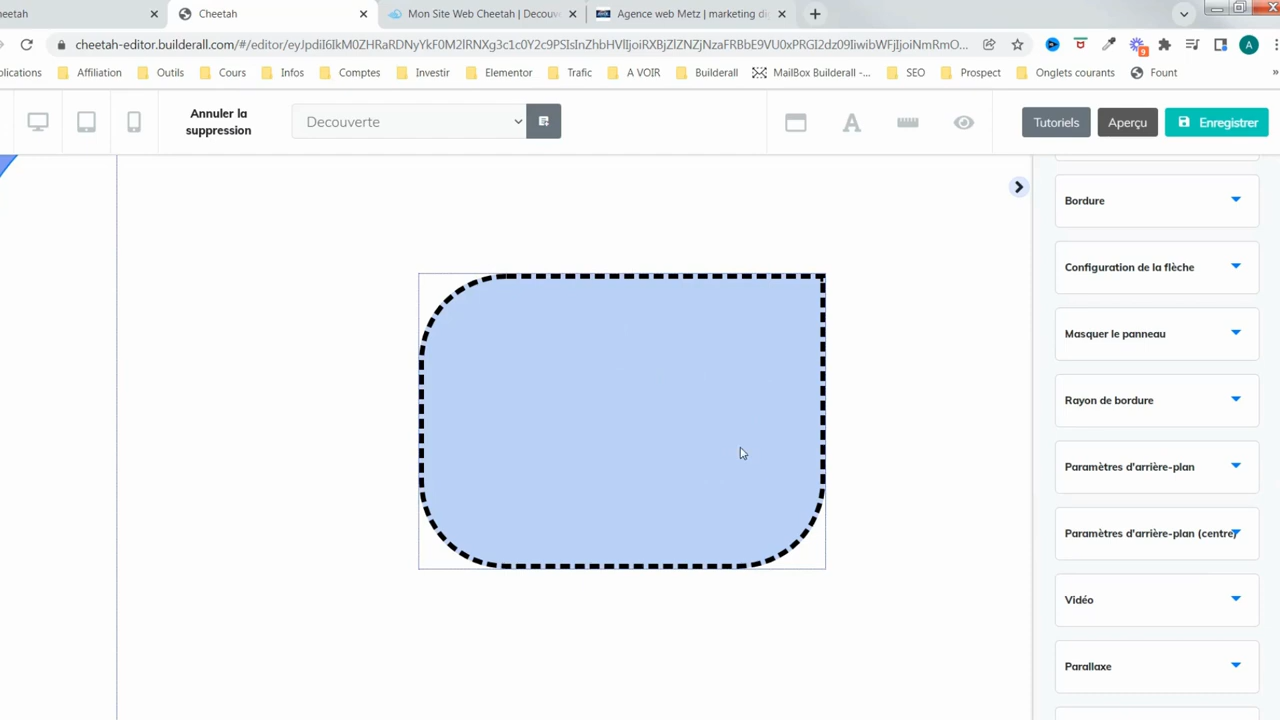 eetah
Cheetah
Mon Site Web Cheetah | Decouv
Agence web Metz | marketing di
cheetah-editor.builderall.com/#/editor/eyJpdiI6IkM0ZHRaRDNyYkFRM2lRNXg3c1c0Y2c9PSIsInZhbHVlIjoiRXBjZlZNZjNzaFRBbE9VU0xPRGI2dz09IiwibWFjIjoiNmRmO...
9
A
plications
Affiliation
Outils
Cours
Infos
Comptes
Investir
Elementor
Trafic
A VOIR
Builderall
MailBox Builderall -...
SEO
Prospect
Onglets courants
Fount
»
Annuler la
suppression
Decouverte
Tutoriels
Aperçu
Enregistrer
Bordure
Configuration de la flèche
Masquer le panneau
Rayon de bordure
Paramètres d'arrière-plan
Paramètres d'arrière-plan (centre)
Vidéo
Parallaxe